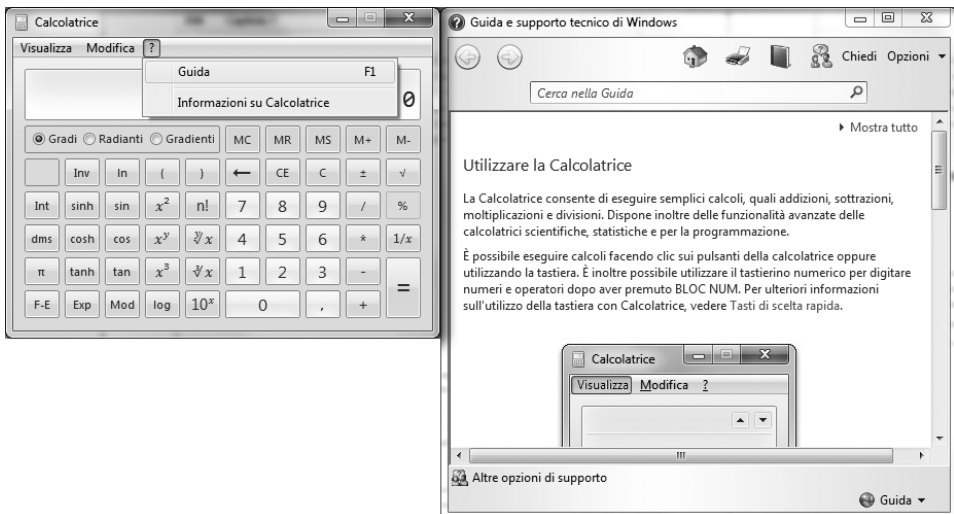 Calcolatrice
Visualizza Modifica ?
Guida F1
Informazioni su Calcolatrice
0
Gradi Radianti Gradienti MC MR MS M+ M-
Inv ln ( ) ← CE C ± √
Int sinh sin x² n! 7 8 9 / %
dms cosh cos xʸ ʸ√x 4 5 6 * 1/x
π tanh tan x³ ³√x 1 2 3 - =
F-E Exp Mod log 10ˣ 0 , +
Guida e supporto tecnico di Windows
Chiedi Opzioni
Cerca nella Guida
Mostra tutto
Utilizzare la Calcolatrice
La Calcolatrice consente di eseguire semplici calcoli, quali addizioni, sottrazioni,
moltiplicazioni e divisioni. Dispone inoltre delle funzionalità avanzate delle
calcolatrici scientifiche, statistiche e per la programmazione.
È possibile eseguire calcoli facendo clic sui pulsanti della calcolatrice oppure
utilizzando la tastiera. È inoltre possibile utilizzare il tastierino numerico per digitare
numeri e operatori dopo aver premuto BLOC NUM. Per ulteriori informazioni
sull'utilizzo della tastiera con Calcolatrice, vedere Tasti di scelta rapida.
Calcolatrice
Visualizza Modifica ?
Altre opzioni di supporto
Guida